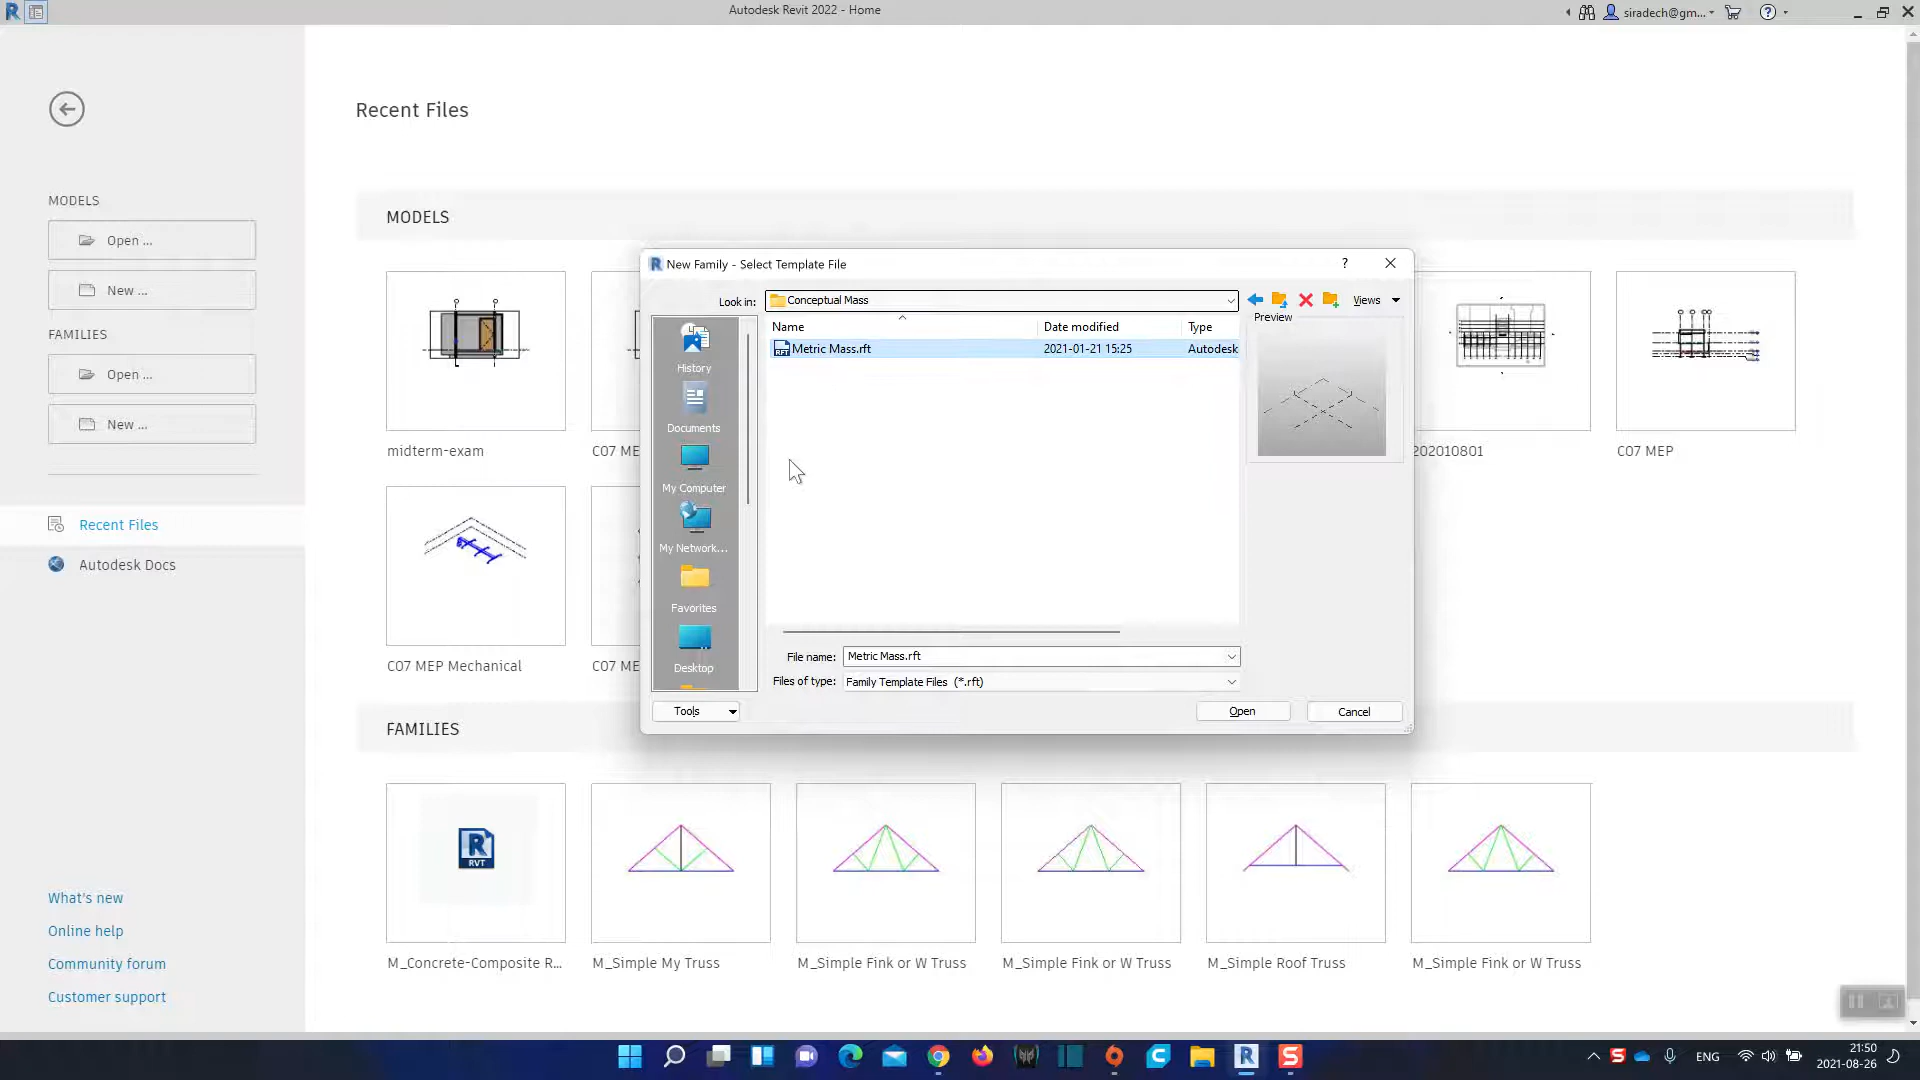 Autodesk Revit 2022 - Home
siradech@gm...
Recent Files
MODELS
Open ...
New ...
FAMILIES
Open ...
New ...
Recent Files
Autodesk Docs
What's new
Online help
Community forum
Customer support
MODELS
midterm-exam
C07 ME
202010801
C07 MEP
C07 MEP Mechanical
C07 ME
New Family - Select Template File
Look in:
Conceptual Mass
Views
Preview
Name
Date modified
Type
Metric Mass.rft
2021-01-21 15:25
Autodesk
History
Documents
My Computer
My Network...
Favorites
Desktop
File name:
Metric Mass.rft
Files of type:
Family Template Files (*.rft)
Tools
Open
Cancel
FAMILIES
RVT
M_Concrete-Composite R...
M_Simple My Truss
M_Simple Fink or W Truss
M_Simple Fink or W Truss
M_Simple Roof Truss
M_Simple Fink or W Truss
ENG
21:50
2021-08-26